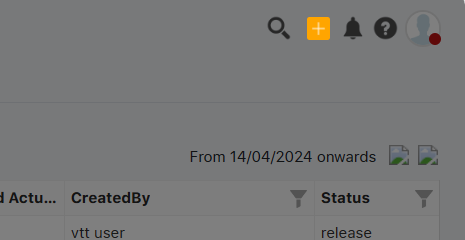 From 14/04/2024 onwards
d Actu... CreatedBy Status
vtt user release